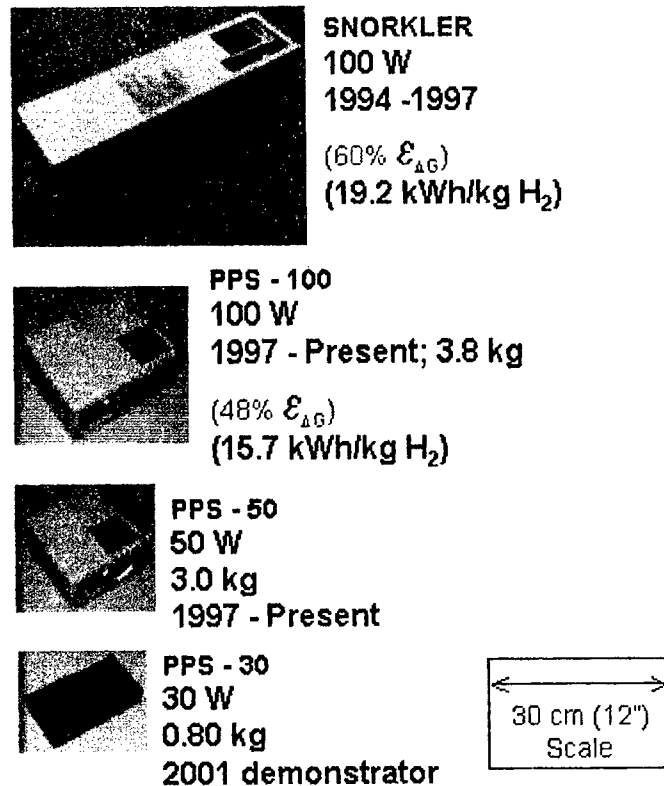 SNORKLER
100 W
1994 -1997
(60% ℰ_ΔG)
(19.2 kWh/kg H₂)
PPS - 100
100 W
1997 - Present; 3.8 kg
(48% ℰ_ΔG)
(15.7 kWh/kg H₂)
PPS - 50
50 W
3.0 kg
1997 - Present
PPS - 30
30 W
0.80 kg
2001 demonstrator
30 cm (12")
Scale